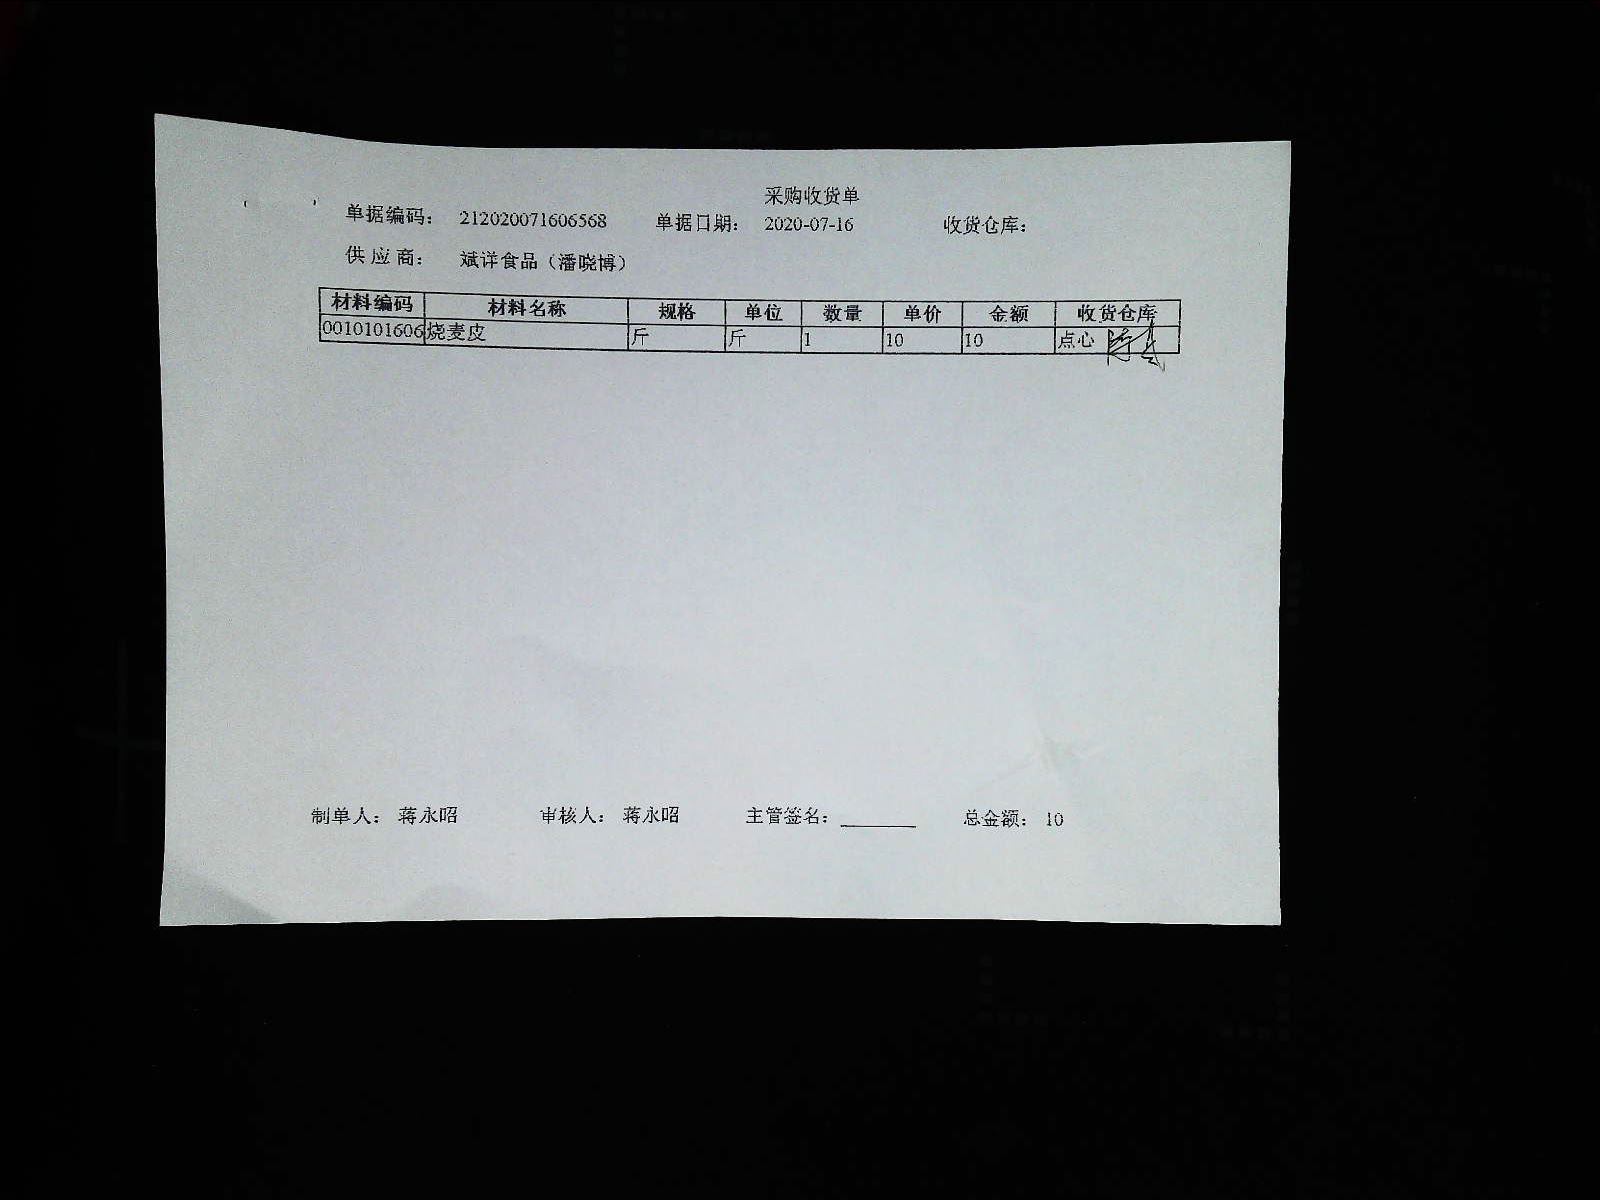 采购收货单
单据编码： 212020071606568 单据日期： 2020-07-16 收货仓库：
供 应 商： 斌详食品（潘晓博）
材料编码 材料名称 规格 单位 数量 单价 金额 收货仓库
0010101606 烧麦皮 斤 斤 1 10 10 点心
制单人： 蒋永昭 审核人： 蒋永昭 主管签名： 总金额： 10